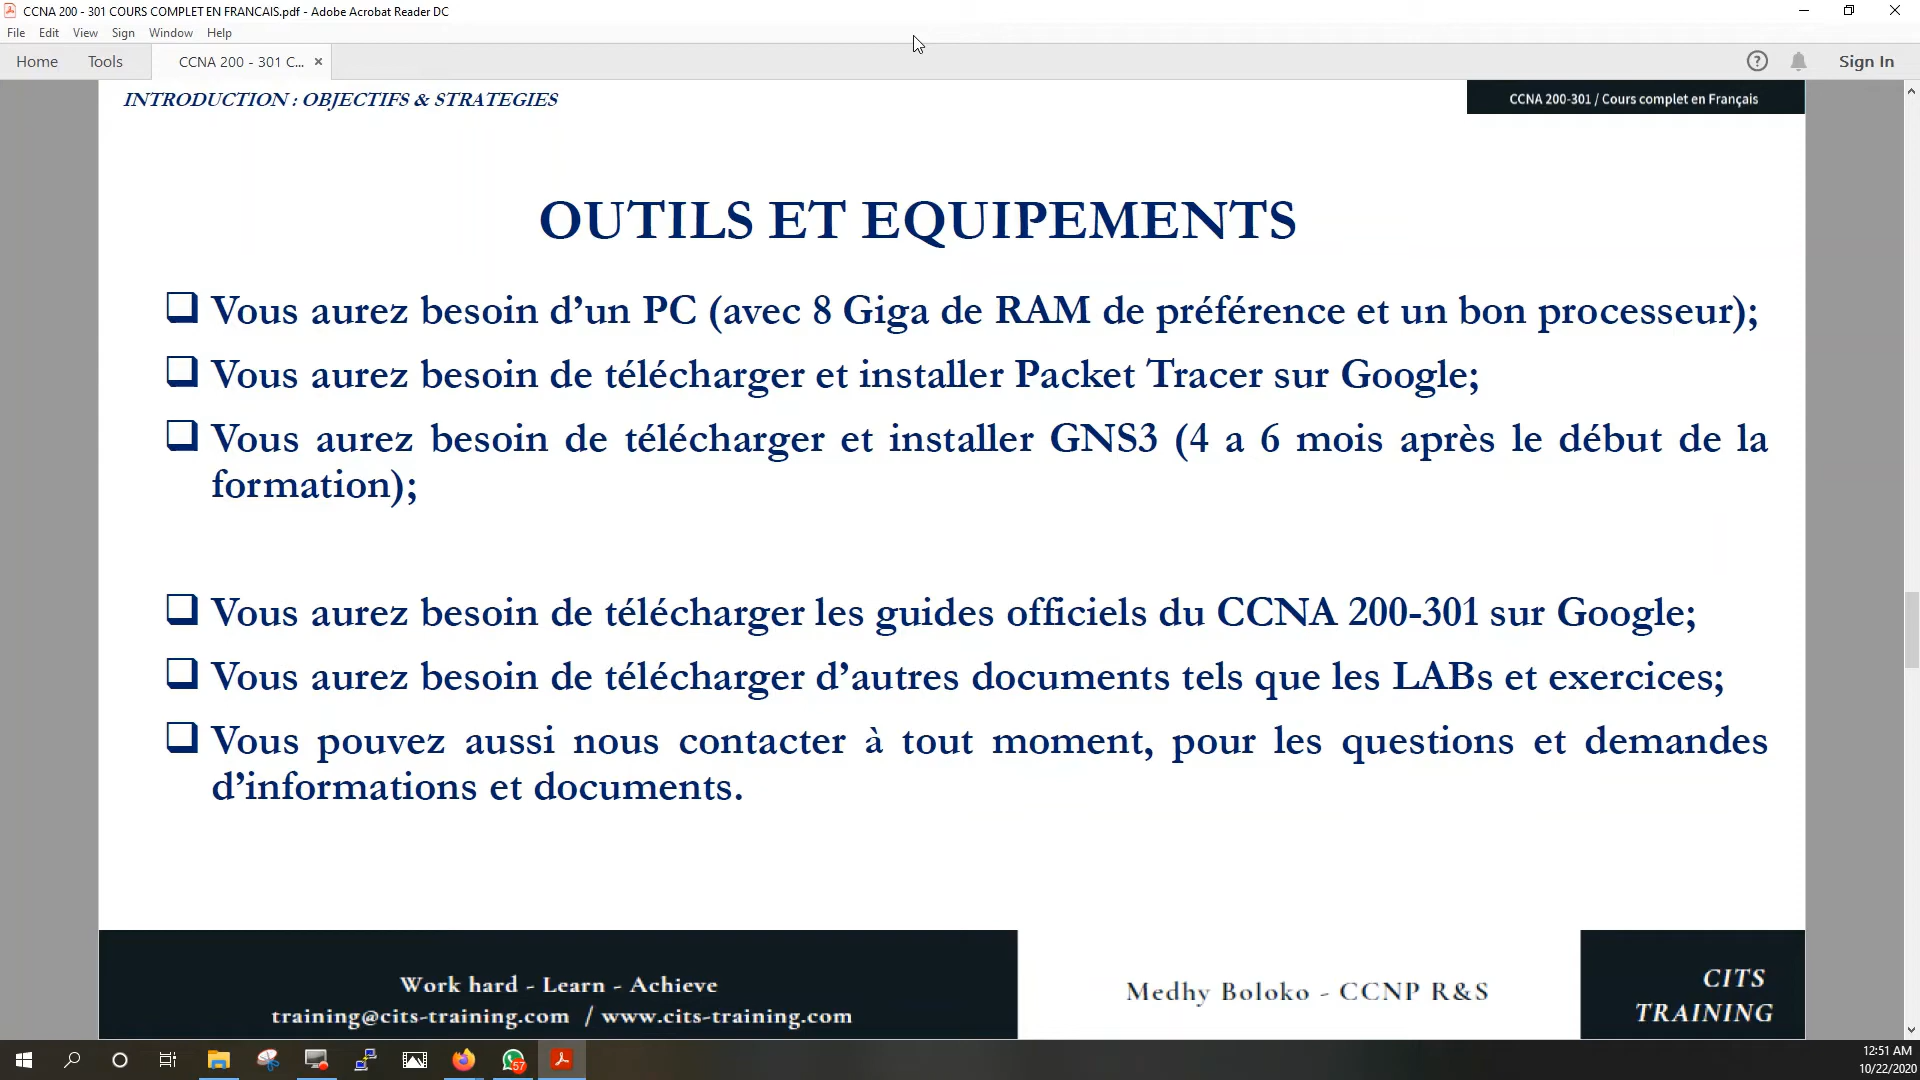 CCNA 200 - 301 COURS COMPLET EN FRANCAIS.pdf - Adobe Acrobat Reader DC
File Edit View Sign Window Help
Home Tools CCNA 200 - 301 C... × Sign In
INTRODUCTION : OBJECTIFS & STRATEGIES
CCNA 200-301 / Cours complet en Français
OUTILS ET EQUIPEMENTS
Vous aurez besoin d’un PC (avec 8 Giga de RAM de préférence et un bon processeur);
Vous aurez besoin de télécharger et installer Packet Tracer sur Google;
Vous aurez besoin de télécharger et installer GNS3 (4 a 6 mois après le début de la
formation);
Vous aurez besoin de télécharger les guides officiels du CCNA 200-301 sur Google;
Vous aurez besoin de télécharger d’autres documents tels que les LABs et exercices;
Vous pouvez aussi nous contacter à tout moment, pour les questions et demandes
d’informations et documents.
Work hard - Learn - Achieve
training@cits-training.com / www.cits-training.com
Medhy Boloko - CCNP R&S
CITS
TRAINING
57
12:51 AM
10/22/2020